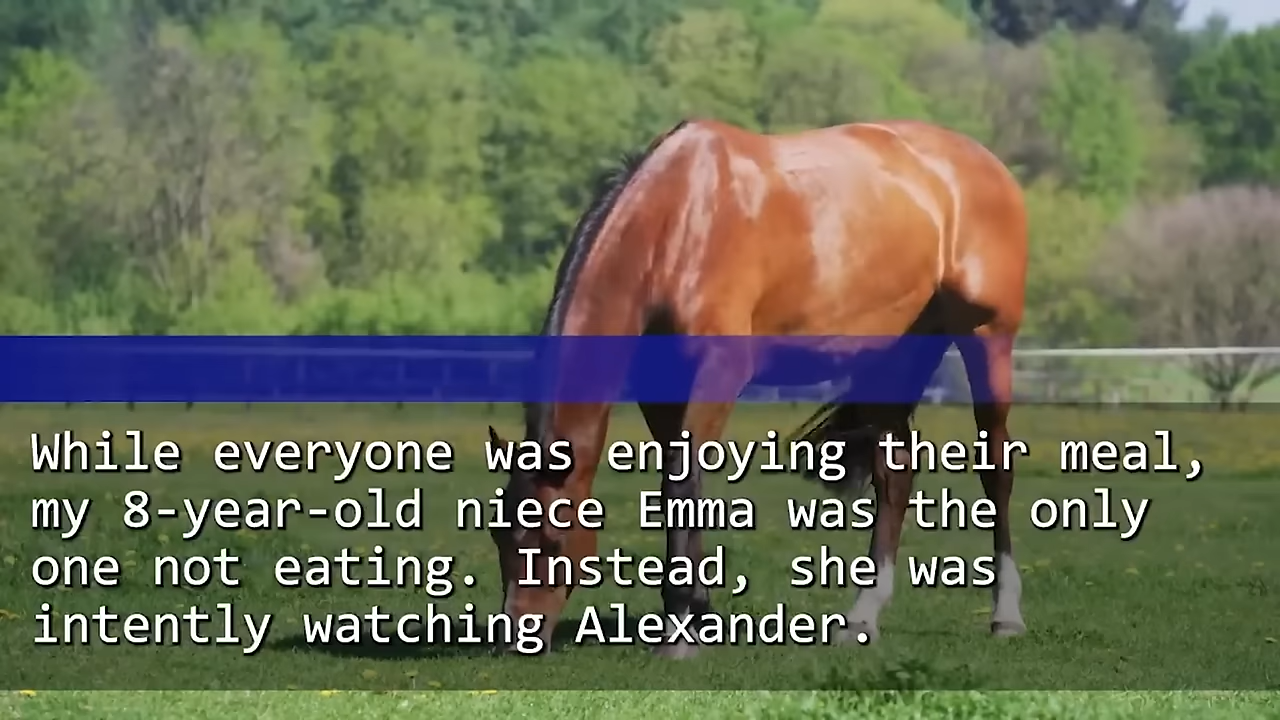 While everyone was enjoying their meal,
my 8-year-old niece Emma was the only
one not eating. Instead, she was
intently watching Alexander.